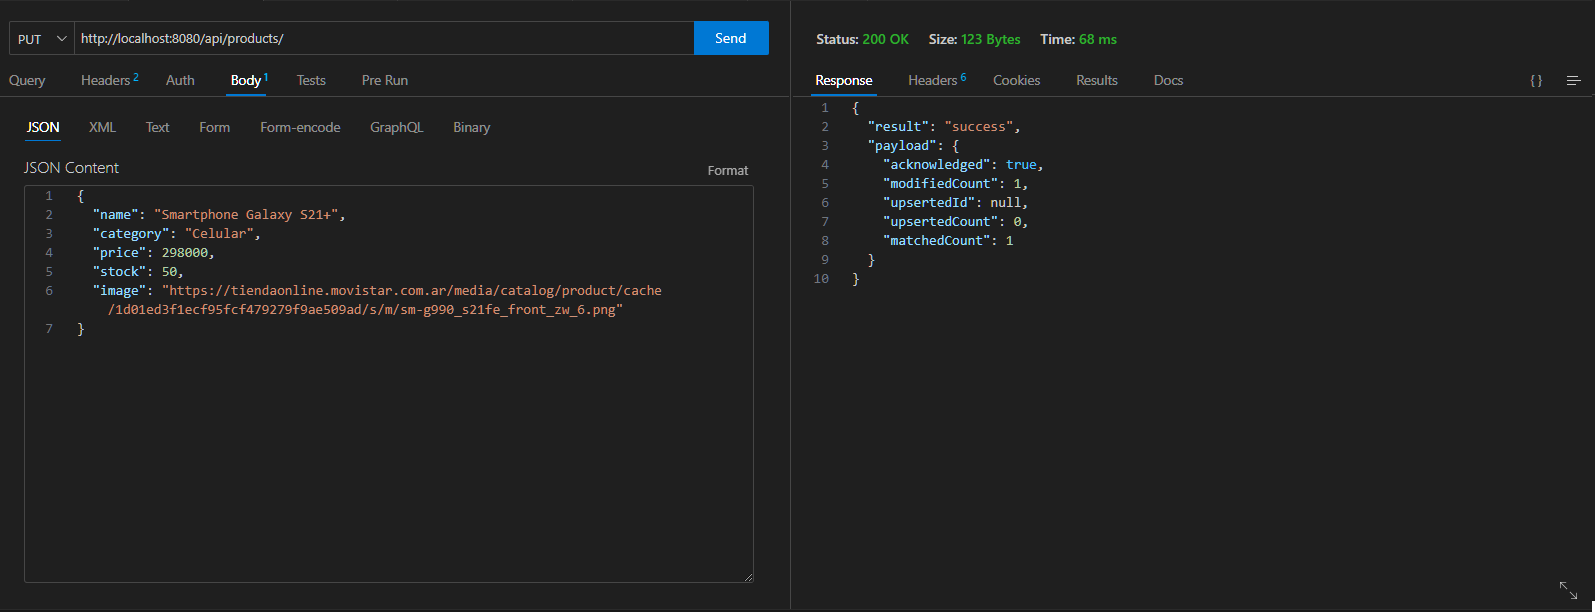 PUT http://localhost:8080/api/products/ Send
Query Headers 2 Auth Body 1 Tests Pre Run
JSON XML Text Form Form-encode GraphQL Binary
JSON Content Format
1 {
2 "name": "Smartphone Galaxy S21+",
3 "category": "Celular",
4 "price": 298000,
5 "stock": 50,
6 "image": "https://tiendaonline.movistar.com.ar/media/catalog/product/cache
/1d01ed3f1ecf95fcf479279f9ae509ad/s/m/sm-g990_s21fe_front_zw_6.png"
7 }
Status: 200 OK Size: 123 Bytes Time: 68 ms
Response Headers 6 Cookies Results Docs {}
1 {
2 "result": "success",
3 "payload": {
4 "acknowledged": true,
5 "modifiedCount": 1,
6 "upsertedId": null,
7 "upsertedCount": 0,
8 "matchedCount": 1
9 }
10 }